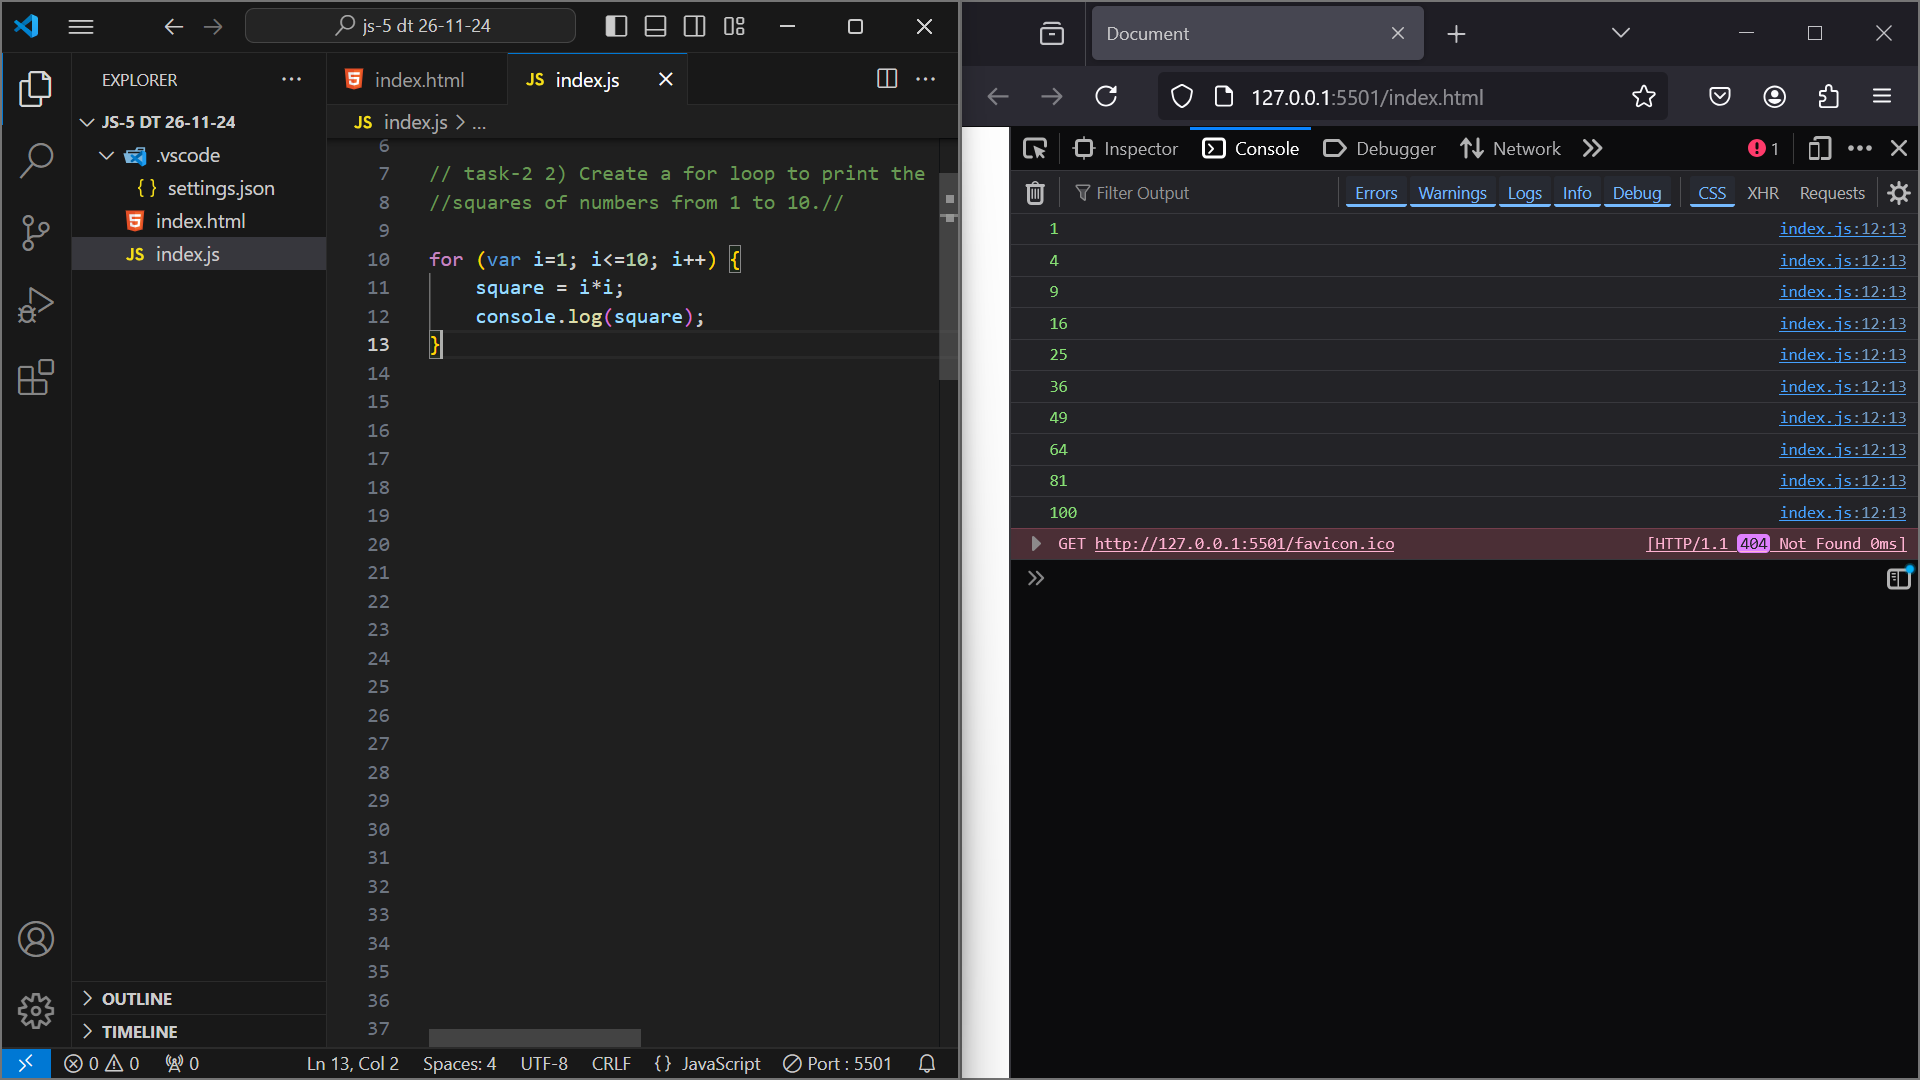 js-5 dt 26-11-24
EXPLORER
JS-5 DT 26-11-24
.vscode
{ } settings.json
index.html
JS index.js
OUTLINE
TIMELINE
index.html
JS index.js
JS index.js > ...
6
7 // task-2 2) Create a for loop to print the
8 //squares of numbers from 1 to 10.//
9
10 for (var i=1; i<=10; i++) {
11 square = i*i;
12 console.log(square);
13 }
14
15
16
17
18
19
20
21
22
23
24
25
26
27
28
29
30
31
32
33
34
35
36
37
0 0 0 Ln 13, Col 2 Spaces: 4 UTF-8 CRLF {} JavaScript Port : 5501
Document
127.0.0.1:5501/index.html
Inspector Console Debugger Network 1
Filter Output Errors Warnings Logs Info Debug CSS XHR Requests
1 index.js:12:13
4 index.js:12:13
9 index.js:12:13
16 index.js:12:13
25 index.js:12:13
36 index.js:12:13
49 index.js:12:13
64 index.js:12:13
81 index.js:12:13
100 index.js:12:13
GET http://127.0.0.1:5501/favicon.ico [HTTP/1.1 404 Not Found 0ms]